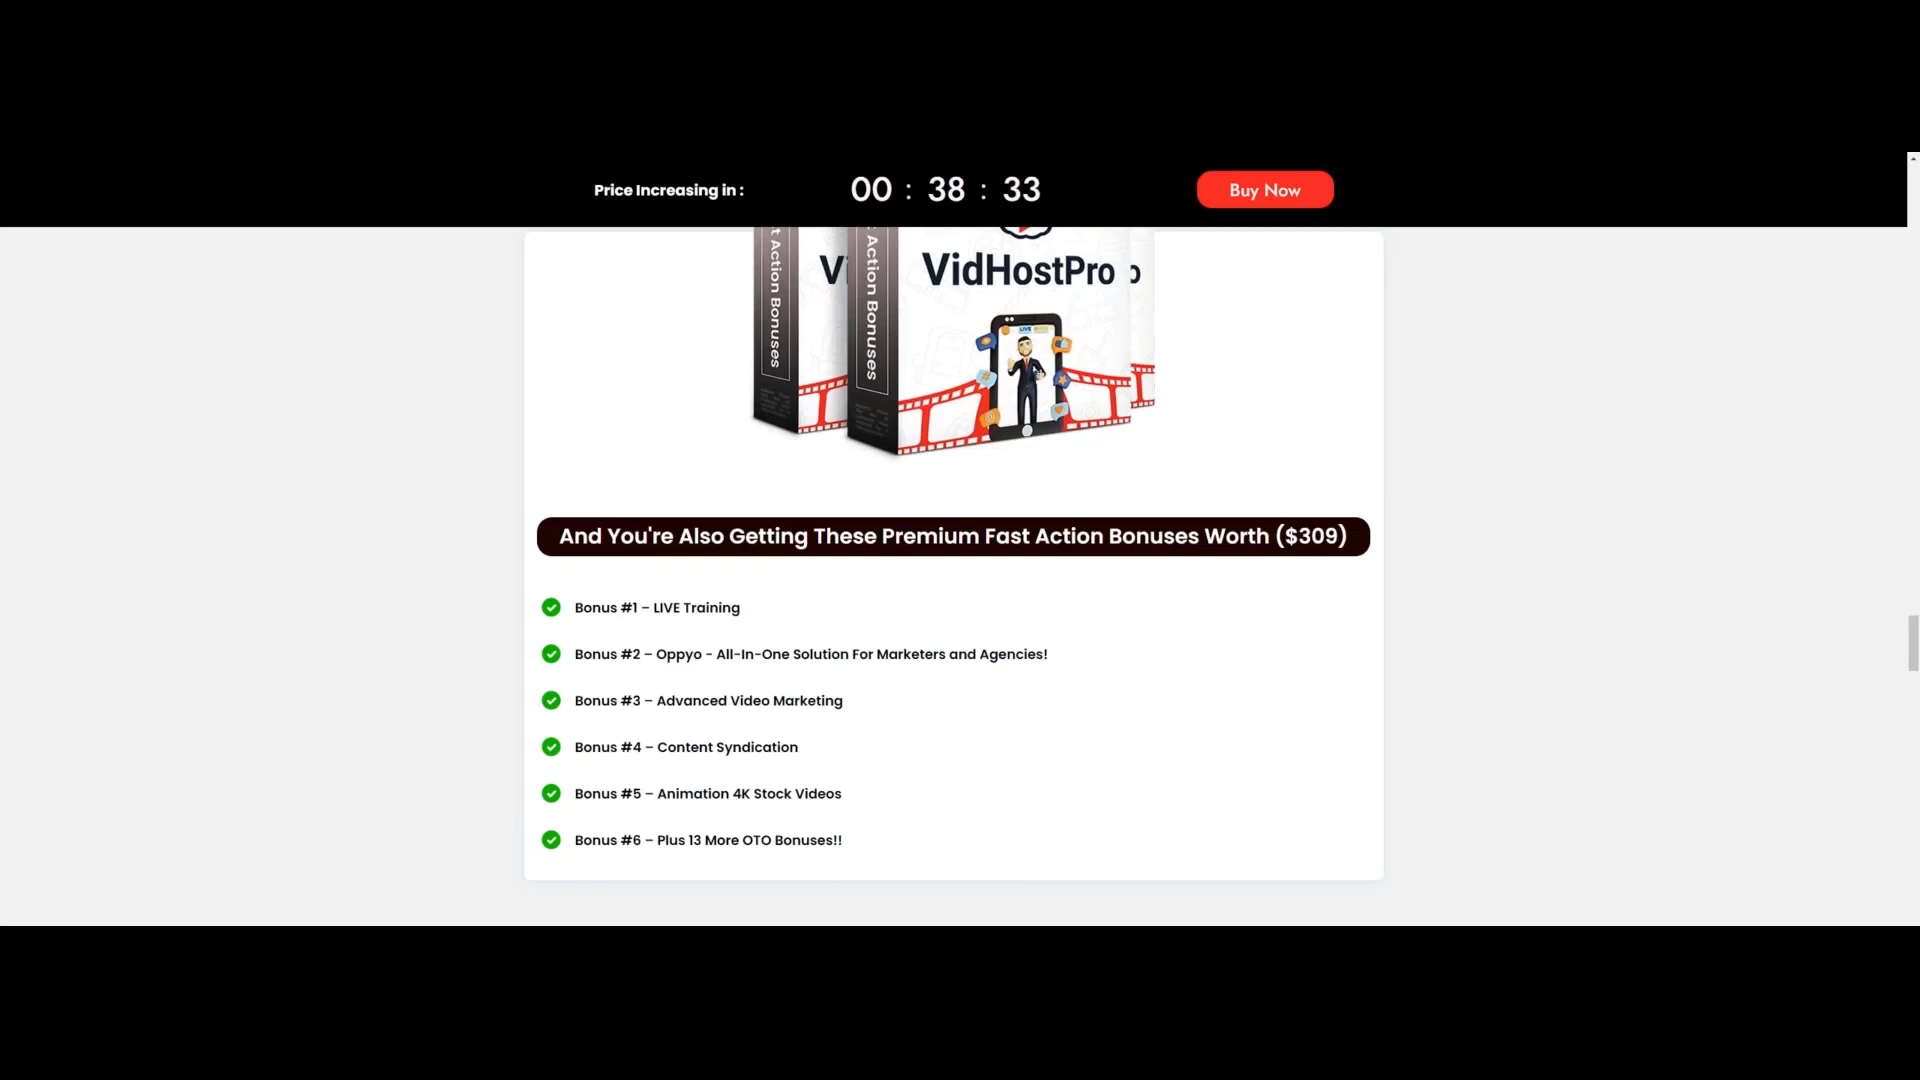 Price Increasing in :
00 : 38 : 33
Buy Now
t Action Bonuses
Vi
: Action Bonuses
VidHostPro
o
LIVE
And You're Also Getting These Premium Fast Action Bonuses Worth ($309)
Bonus #1 – LIVE Training
Bonus #2 – Oppyo - All-In-One Solution For Marketers and Agencies!
Bonus #3 – Advanced Video Marketing
Bonus #4 – Content Syndication
Bonus #5 – Animation 4K Stock Videos
Bonus #6 – Plus 13 More OTO Bonuses!!